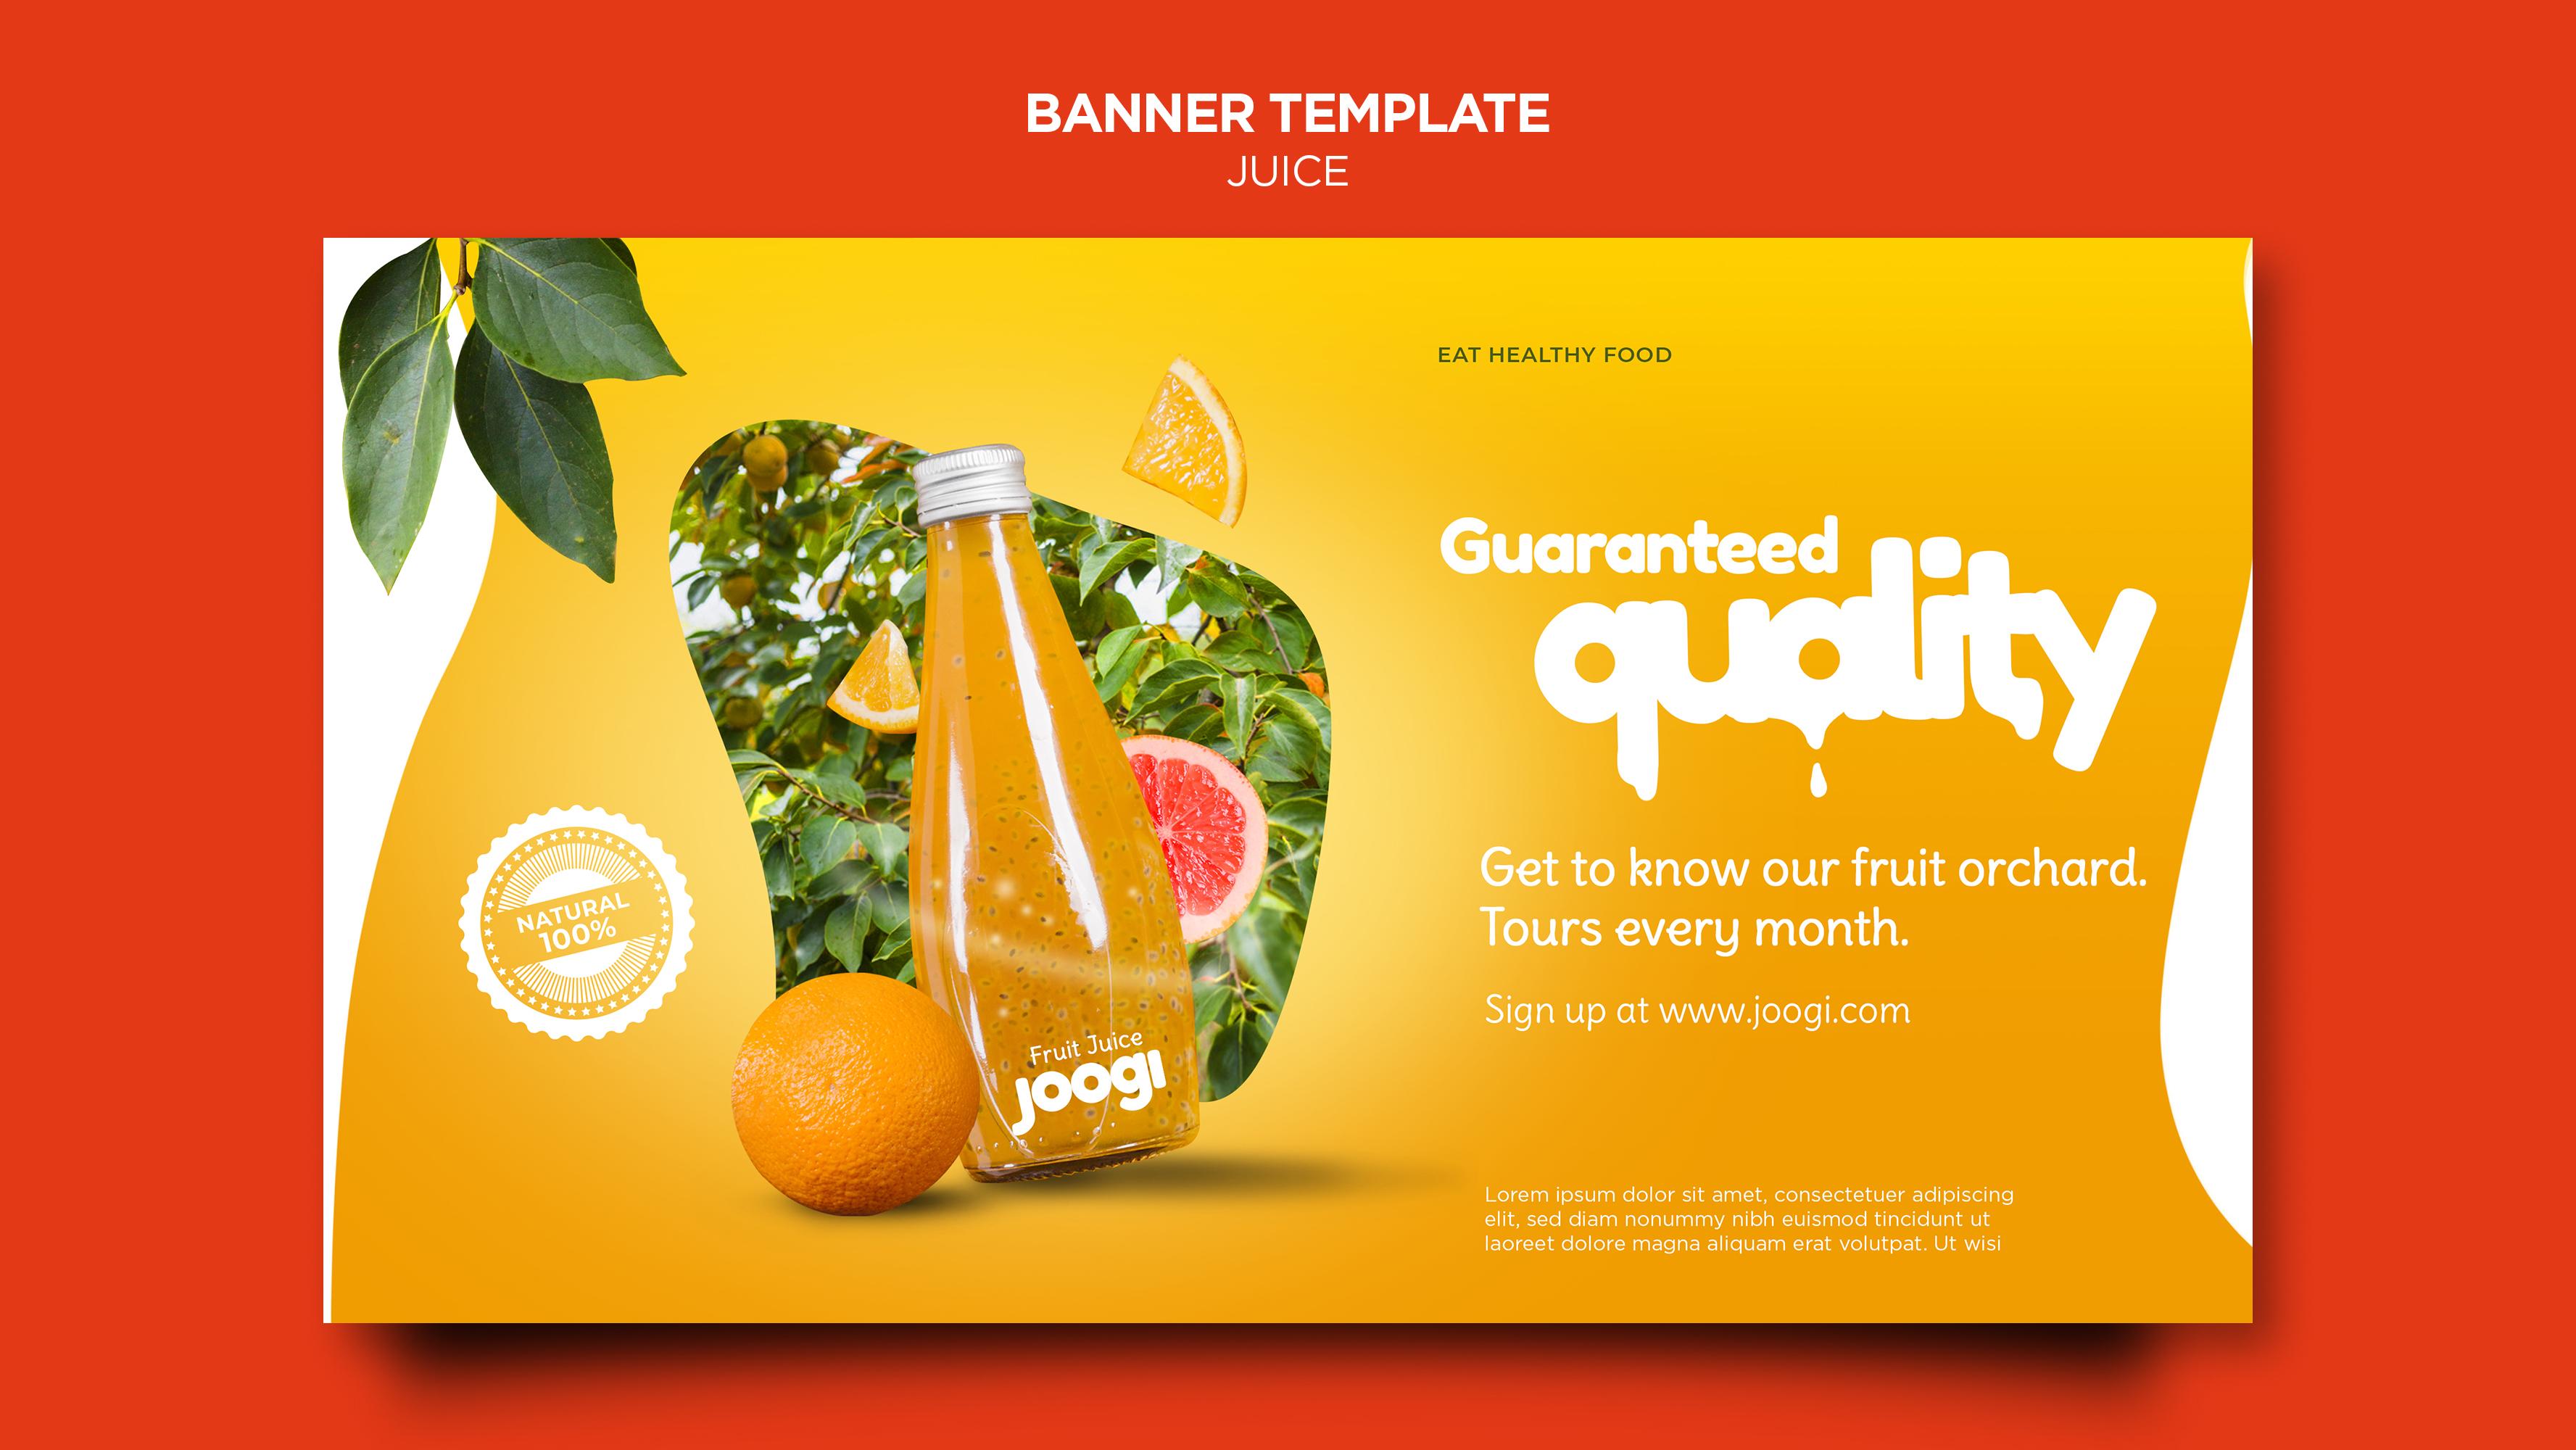 BANNER TEMPLATE
JUICE
EAT HEALTHY FOOD
Guaranteed
quality
Get to know our fruit orchard.
Tours every month.
Sign up at www.joogi.com
NATURAL
100%
Fruit Juice
joogi
Lorem ipsum dolor sit amet, consectetuer adipiscing
elit, sed diam nonummy nibh euismod tincidunt ut
laoreet dolore magna aliquam erat volutpat. Ut wisi